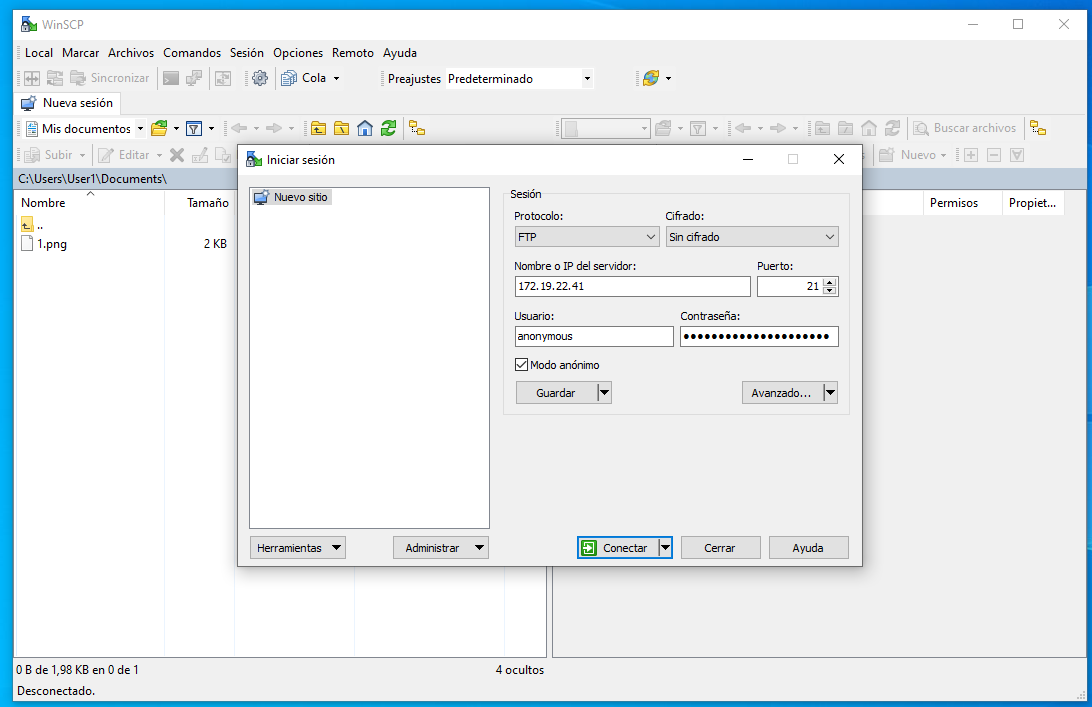 WinSCP
Local Marcar Archivos Comandos Sesión Opciones Remoto Ayuda
Sincronizar Cola Preajustes Predeterminado
Nueva sesión
Mis documentos Buscar archivos
Subir Editar Nuevo
C:\Users\User1\Documents\
Nombre Tamaño Permisos Propiet...
..
1.png 2 KB
Iniciar sesión
Nuevo sitio
Sesión
Protocolo: Cifrado:
FTP Sin cifrado
Nombre o IP del servidor: Puerto:
172.19.22.41 21
Usuario: Contraseña:
anonymous ●●●●●●●●●●●●●●●●●●●●●
Modo anónimo
Guardar Avanzado...
Herramientas Administrar Conectar Cerrar Ayuda
0 B de 1,98 KB en 0 de 1 4 ocultos
Desconectado.